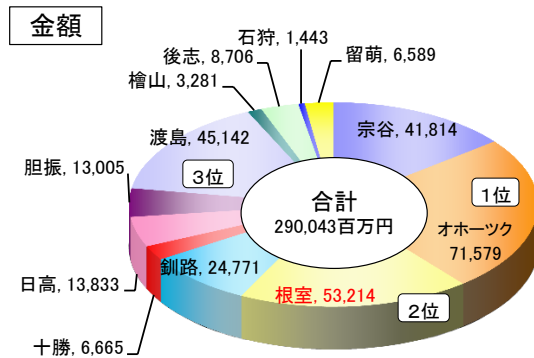 金額
石狩, 1,443
後志, 8,706
留萌, 6,589
檜山, 3,281
宗谷, 41,814
渡島, 45,142
胆振, 13,005
3位
1位
合計
290,043百万円
オホーツク
71,579
釧路, 24,771
日高, 13,833
根室, 53,214
2位
十勝, 6,665